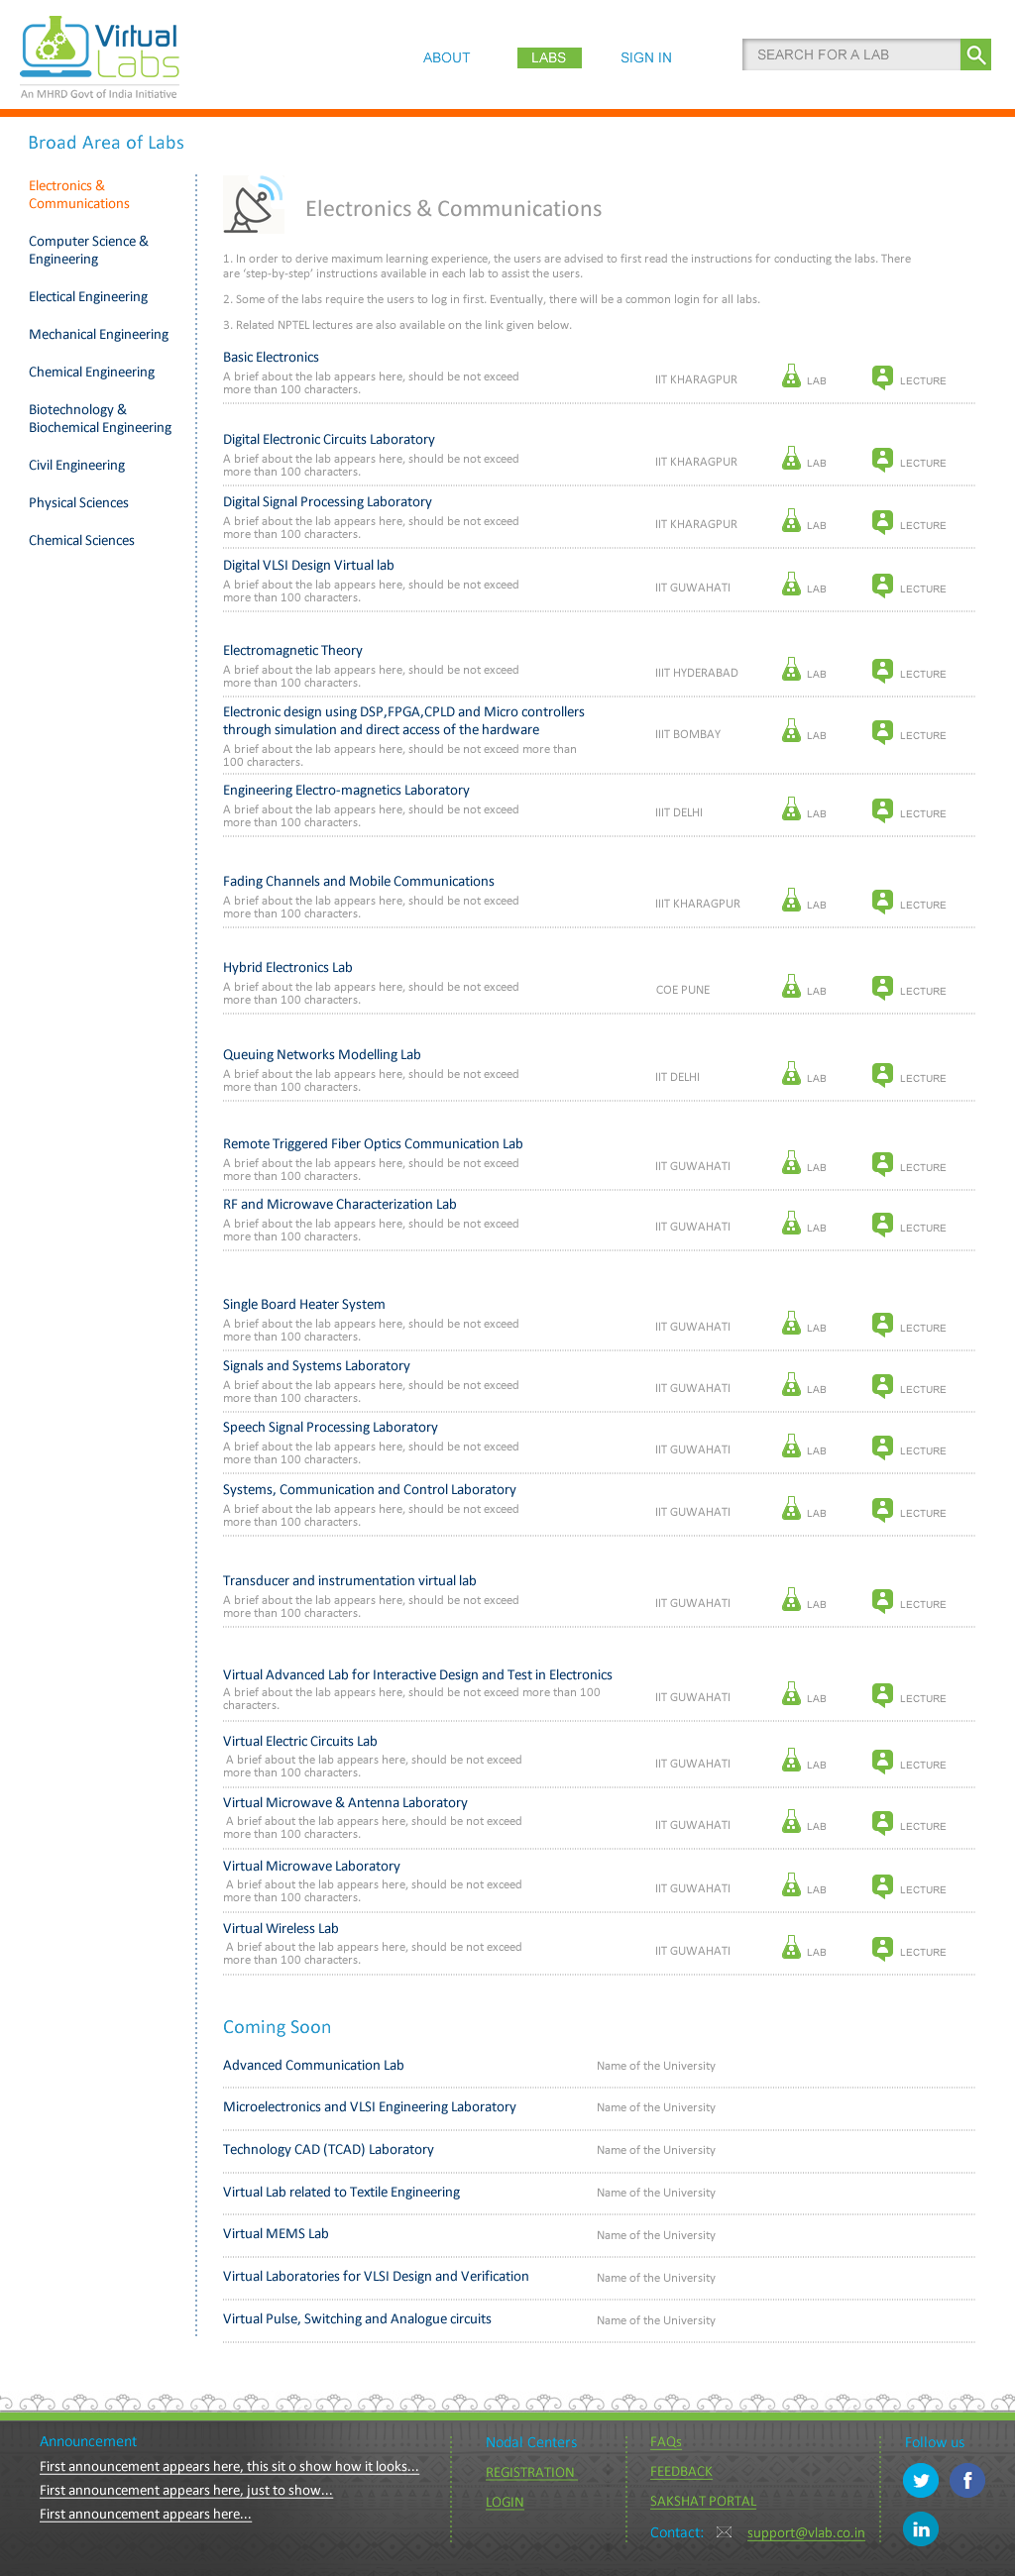 Virtual
Labs
An MHRD Govt of India Initiative
ABOUT
LABS
SIGN IN
SEARCH FOR A LAB
Broad Area of Labs
Electronics &
Communications
Computer Science &
Engineering
Electical Engineering
Mechanical Engineering
Chemical Engineering
Biotechnology &
Biochemical Engineering
Civil Engineering
Physical Sciences
Chemical Sciences
Electronics & Communications
1. In order to derive maximum learning experience, the users are advised to first read the instructions for conducting the labs. There
are ‘step-by-step’ instructions available in each lab to assist the users.
2. Some of the labs require the users to log in first. Eventually, there will be a common login for all labs.
3. Related NPTEL lectures are also available on the link given below.
Basic Electronics
A brief about the lab appears here, should be not exceed
more than 100 characters.
IIT KHARAGPUR
LAB
LECTURE
Digital Electronic Circuits Laboratory
A brief about the lab appears here, should be not exceed
more than 100 characters.
IIT KHARAGPUR
LAB
LECTURE
Digital Signal Processing Laboratory
A brief about the lab appears here, should be not exceed
more than 100 characters.
IIT KHARAGPUR
LAB
LECTURE
Digital VLSI Design Virtual lab
A brief about the lab appears here, should be not exceed
more than 100 characters.
IIT GUWAHATI
LAB
LECTURE
Electromagnetic Theory
A brief about the lab appears here, should be not exceed
more than 100 characters.
IIIT HYDERABAD
LAB
LECTURE
Electronic design using DSP,FPGA,CPLD and Micro controllers
through simulation and direct access of the hardware
A brief about the lab appears here, should be not exceed more than
100 characters.
IIIT BOMBAY
LAB
LECTURE
Engineering Electro-magnetics Laboratory
A brief about the lab appears here, should be not exceed
more than 100 characters.
IIIT DELHI
LAB
LECTURE
Fading Channels and Mobile Communications
A brief about the lab appears here, should be not exceed
more than 100 characters.
IIIT KHARAGPUR
LAB
LECTURE
Hybrid Electronics Lab
A brief about the lab appears here, should be not exceed
more than 100 characters.
COE PUNE
LAB
LECTURE
Queuing Networks Modelling Lab
A brief about the lab appears here, should be not exceed
more than 100 characters.
IIT DELHI
LAB
LECTURE
Remote Triggered Fiber Optics Communication Lab
A brief about the lab appears here, should be not exceed
more than 100 characters.
IIT GUWAHATI
LAB
LECTURE
RF and Microwave Characterization Lab
A brief about the lab appears here, should be not exceed
more than 100 characters.
IIT GUWAHATI
LAB
LECTURE
Single Board Heater System
A brief about the lab appears here, should be not exceed
more than 100 characters.
IIT GUWAHATI
LAB
LECTURE
Signals and Systems Laboratory
A brief about the lab appears here, should be not exceed
more than 100 characters.
IIT GUWAHATI
LAB
LECTURE
Speech Signal Processing Laboratory
A brief about the lab appears here, should be not exceed
more than 100 characters.
IIT GUWAHATI
LAB
LECTURE
Systems, Communication and Control Laboratory
A brief about the lab appears here, should be not exceed
more than 100 characters.
IIT GUWAHATI
LAB
LECTURE
Transducer and instrumentation virtual lab
A brief about the lab appears here, should be not exceed
more than 100 characters.
IIT GUWAHATI
LAB
LECTURE
Virtual Advanced Lab for Interactive Design and Test in Electronics
A brief about the lab appears here, should be not exceed more than 100
characters.
IIT GUWAHATI
LAB
LECTURE
Virtual Electric Circuits Lab
A brief about the lab appears here, should be not exceed
more than 100 characters.
IIT GUWAHATI
LAB
LECTURE
Virtual Microwave & Antenna Laboratory
A brief about the lab appears here, should be not exceed
more than 100 characters.
IIT GUWAHATI
LAB
LECTURE
Virtual Microwave Laboratory
A brief about the lab appears here, should be not exceed
more than 100 characters.
IIT GUWAHATI
LAB
LECTURE
Virtual Wireless Lab
A brief about the lab appears here, should be not exceed
more than 100 characters.
IIT GUWAHATI
LAB
LECTURE
Coming Soon
Advanced Communication Lab
Name of the University
Microelectronics and VLSI Engineering Laboratory
Name of the University
Technology CAD (TCAD) Laboratory
Name of the University
Virtual Lab related to Textile Engineering
Name of the University
Virtual MEMS Lab
Name of the University
Virtual Laboratories for VLSI Design and Verification
Name of the University
Virtual Pulse, Switching and Analogue circuits
Name of the University
Announcement
First announcement appears here, this sit o show how it looks...
First announcement appears here, just to show...
First announcement appears here...
Nodal Centers
REGISTRATION
LOGIN
FAQs
FEEDBACK
SAKSHAT PORTAL
Contact:
support@vlab.co.in
Follow us